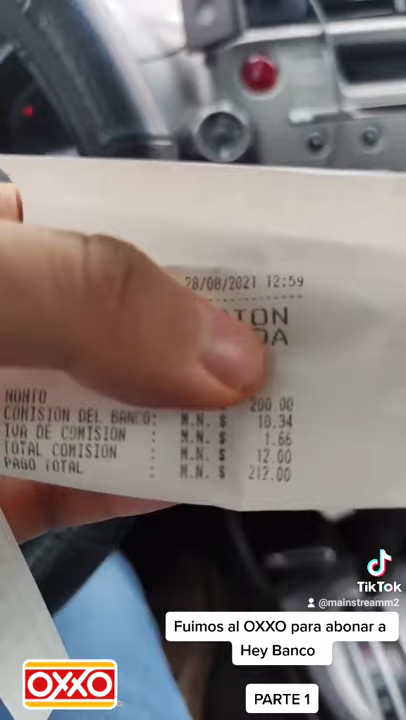 28/08/2021 12:59
MONTO 200.00
COMISION DEL BANCO: M.N. $ 10.34
IVA DE COMISION : M.N. $ 1.66
TOTAL COMISION : M.N. $ 12.00
PAGO TOTAL : M.N. $ 212.00
TikTok
@mainstreamm2
Fuimos al OXXO para abonar a
Hey Banco
PARTE 1
OXXO